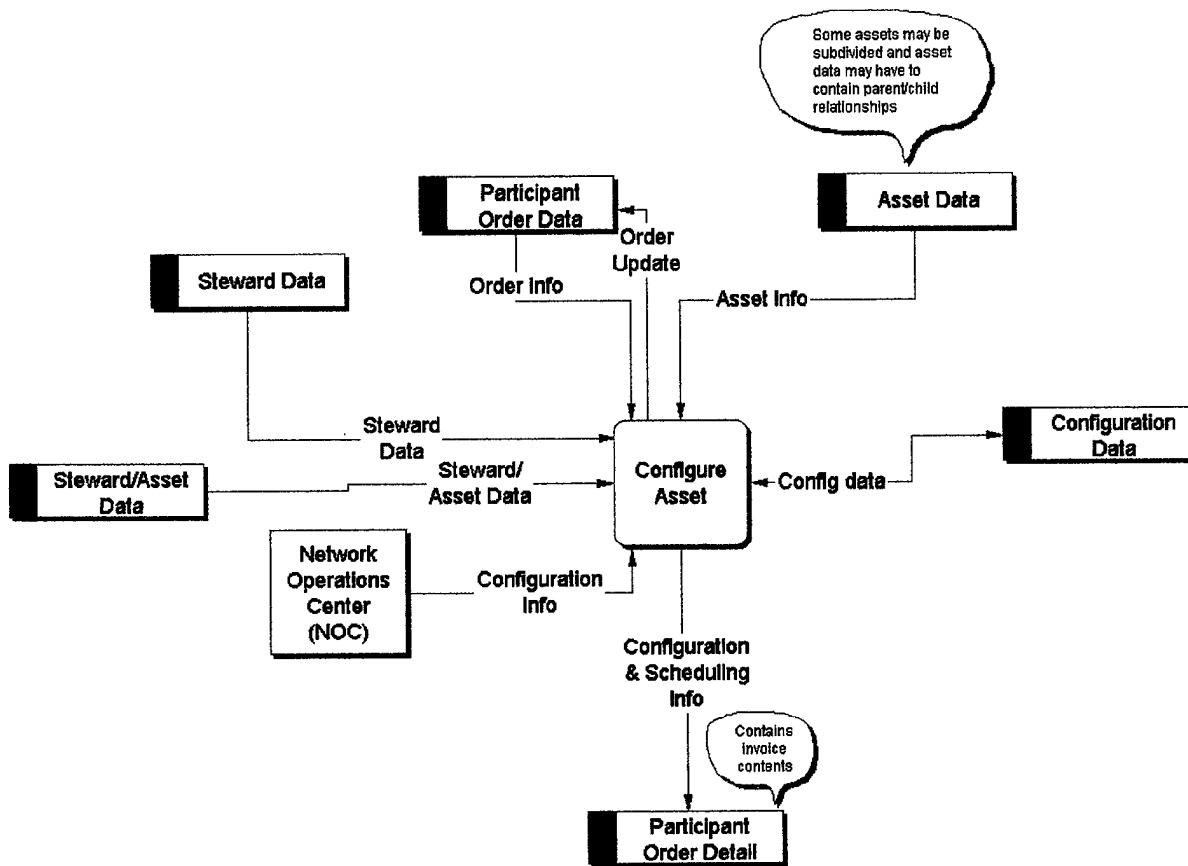 Some assets may be
subdivided and asset
data may have to
contain parent/child
relationships
Participant
Order Data
Asset Data
Order
Update
Steward Data
Order Info
Asset Info
Steward
Data
Configuration
Data
Steward/Asset
Data
Steward/
Asset Data
Configure
Asset
Config data
Network
Operations
Center
(NOC)
Configuration
Info
Configuration
& Scheduling
Info
Contains
invoice
contents
Participant
Order Detail